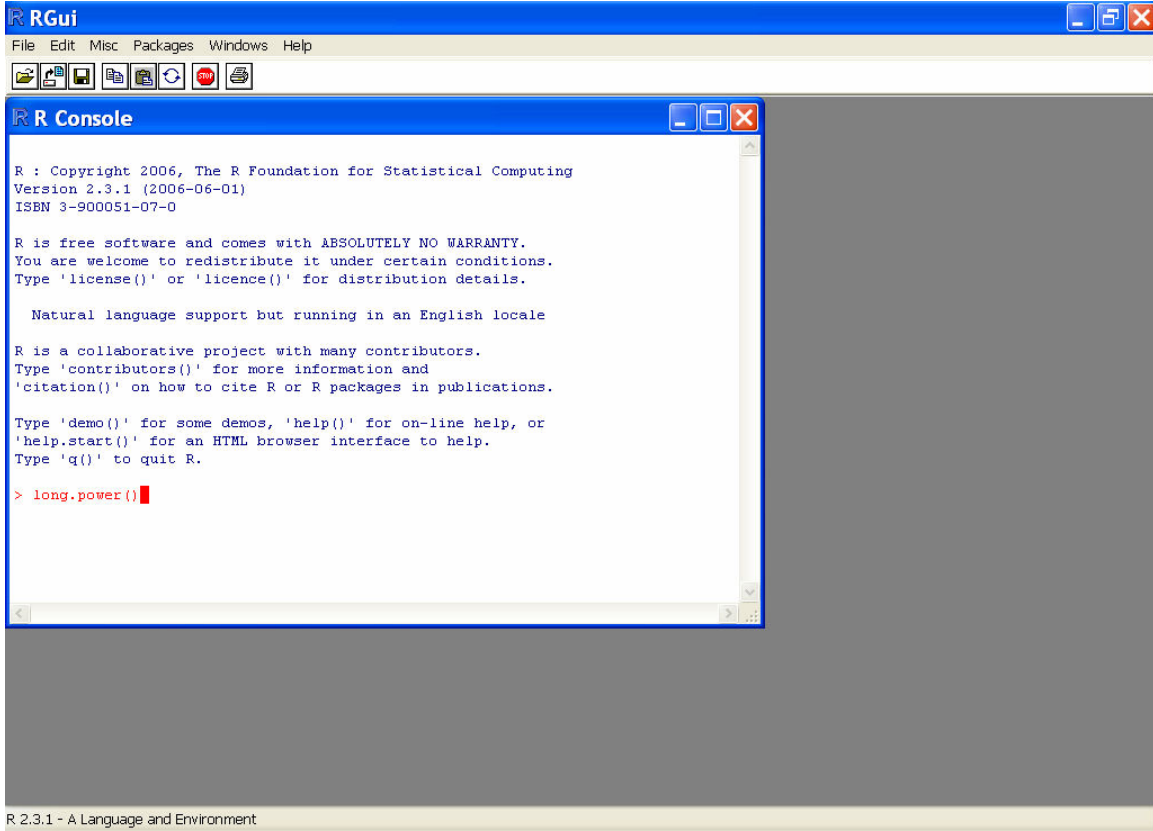 R RGui
File Edit Misc Packages Windows Help
STOP
R R Console
R : Copyright 2006, The R Foundation for Statistical Computing
Version 2.3.1 (2006-06-01)
ISBN 3-900051-07-0
R is free software and comes with ABSOLUTELY NO WARRANTY.
You are welcome to redistribute it under certain conditions.
Type 'license()' or 'licence()' for distribution details.
Natural language support but running in an English locale
R is a collaborative project with many contributors.
Type 'contributors()' for more information and
'citation()' on how to cite R or R packages in publications.
Type 'demo()' for some demos, 'help()' for on-line help, or
'help.start()' for an HTML browser interface to help.
Type 'q()' to quit R.
> long.power()
R 2.3.1 - A Language and Environment